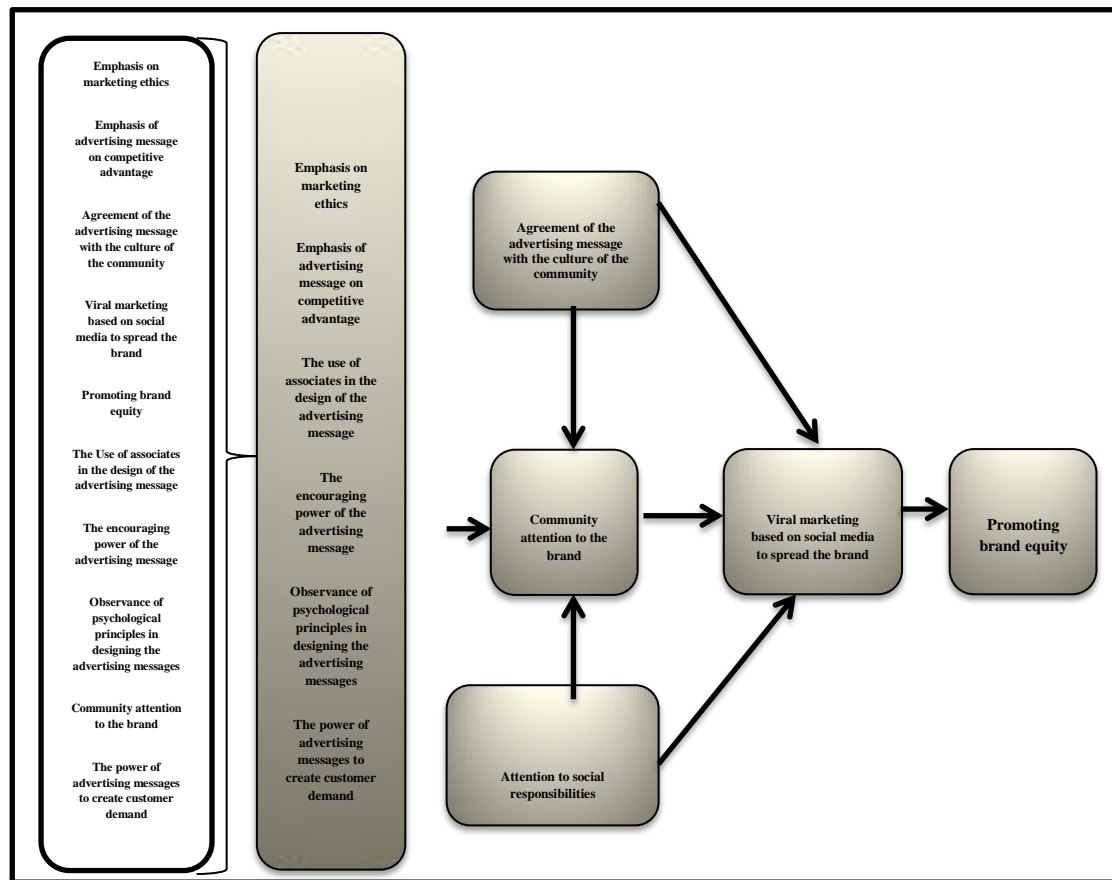 Emphasis on
marketing ethics
Emphasis of
advertising message
on competitive
advantage
Agreement of the
advertising message
with the culture of
the community
Viral marketing
based on social
media to spread the
brand
Promoting brand
equity
The Use of associates
in the design of the
advertising message
The encouraging
power of the
advertising message
Observance of
psychological
principles in
designing the
advertising messages
Community attention
to the brand
The power of
advertising messages
to create customer
demand
Emphasis on
marketing
ethics
Emphasis of
advertising
message on
competitive
advantage
The use of
associates in the
design of the
advertising
message
The
encouraging
power of the
advertising
message
Observance of
psychological
principles in
designing the
advertising
messages
The power of
advertising
messages to
create customer
demand
Agreement of the
advertising message
with the culture of the
community
Community
attention to the
brand
Attention to social
responsibilities
Viral marketing
based on social media
to spread the brand
Promoting
brand equity